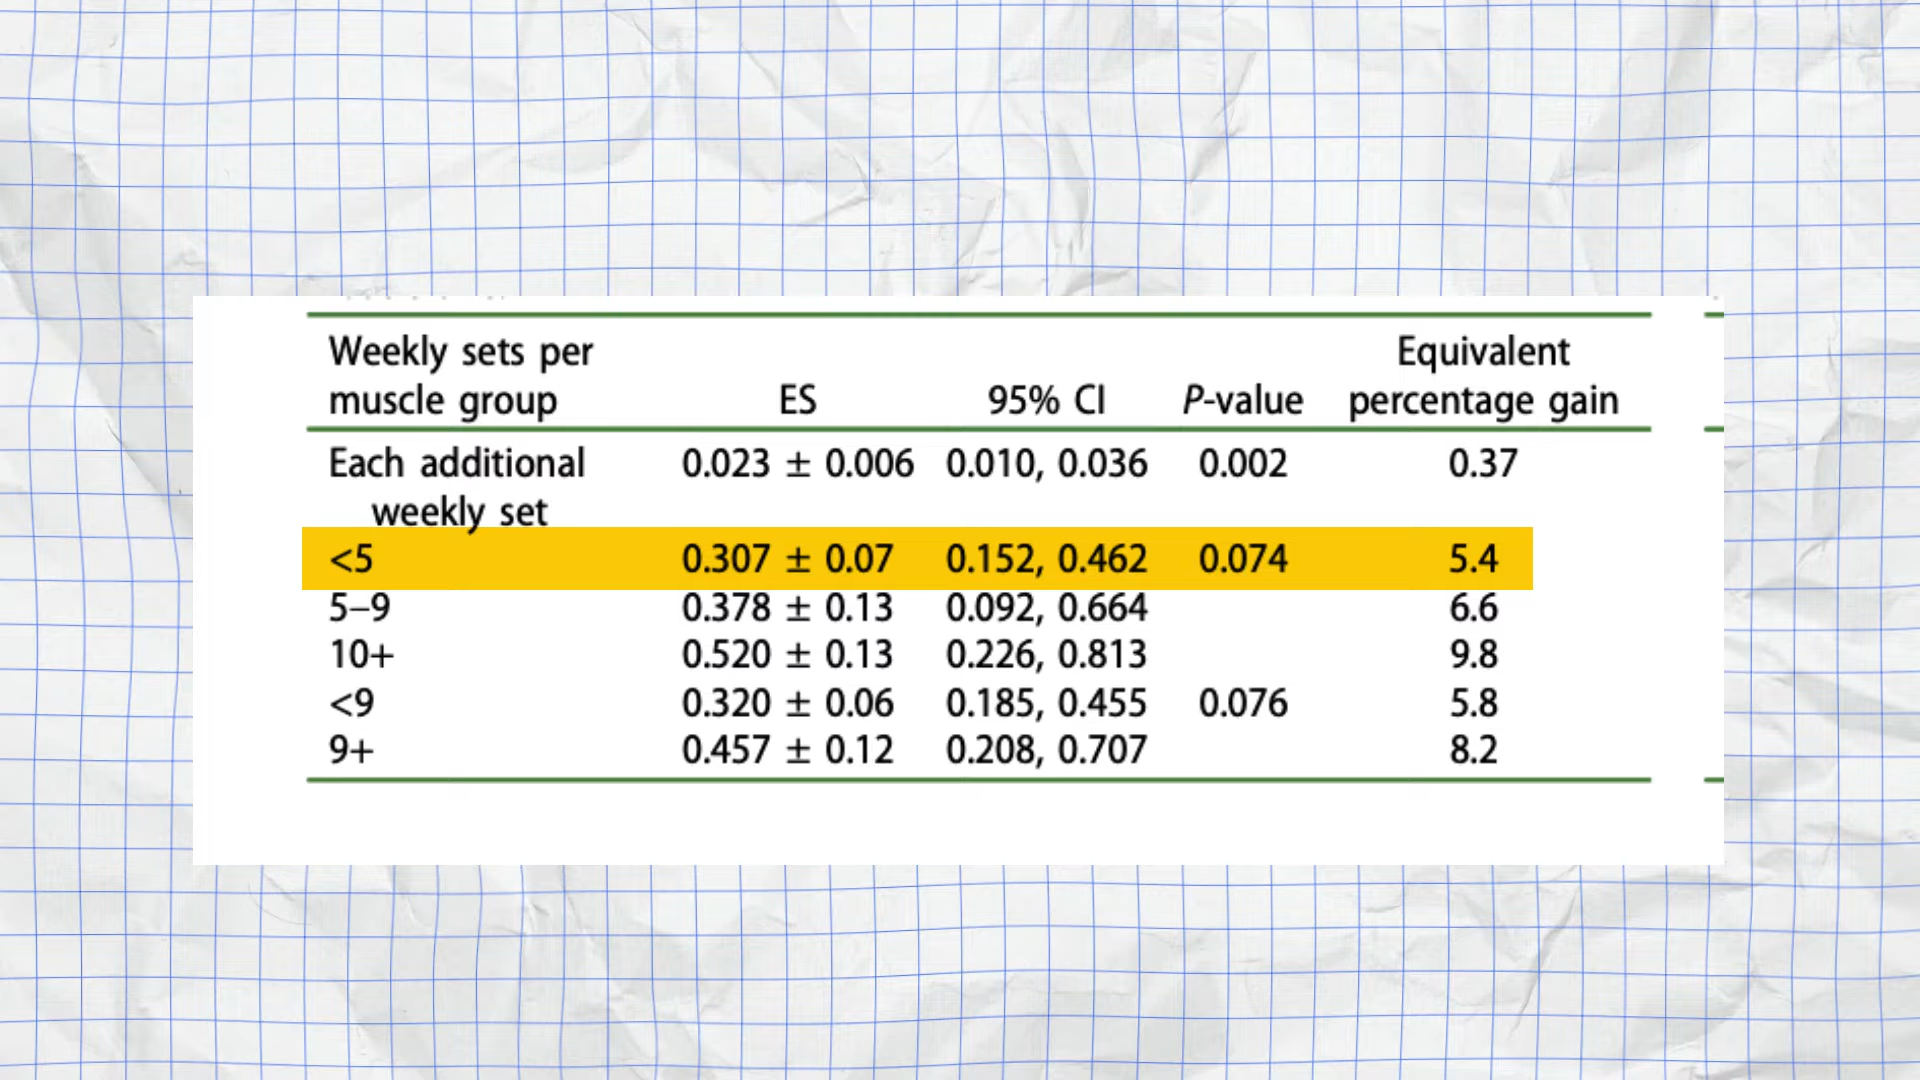 Weekly sets per Equivalent
muscle group ES 95% CI P-value percentage gain
Each additional 0.023 ± 0.006 0.010, 0.036 0.002 0.37
weekly set
<5 0.307 ± 0.07 0.152, 0.462 0.074 5.4
5–9 0.378 ± 0.13 0.092, 0.664 6.6
10+ 0.520 ± 0.13 0.226, 0.813 9.8
<9 0.320 ± 0.06 0.185, 0.455 0.076 5.8
9+ 0.457 ± 0.12 0.208, 0.707 8.2